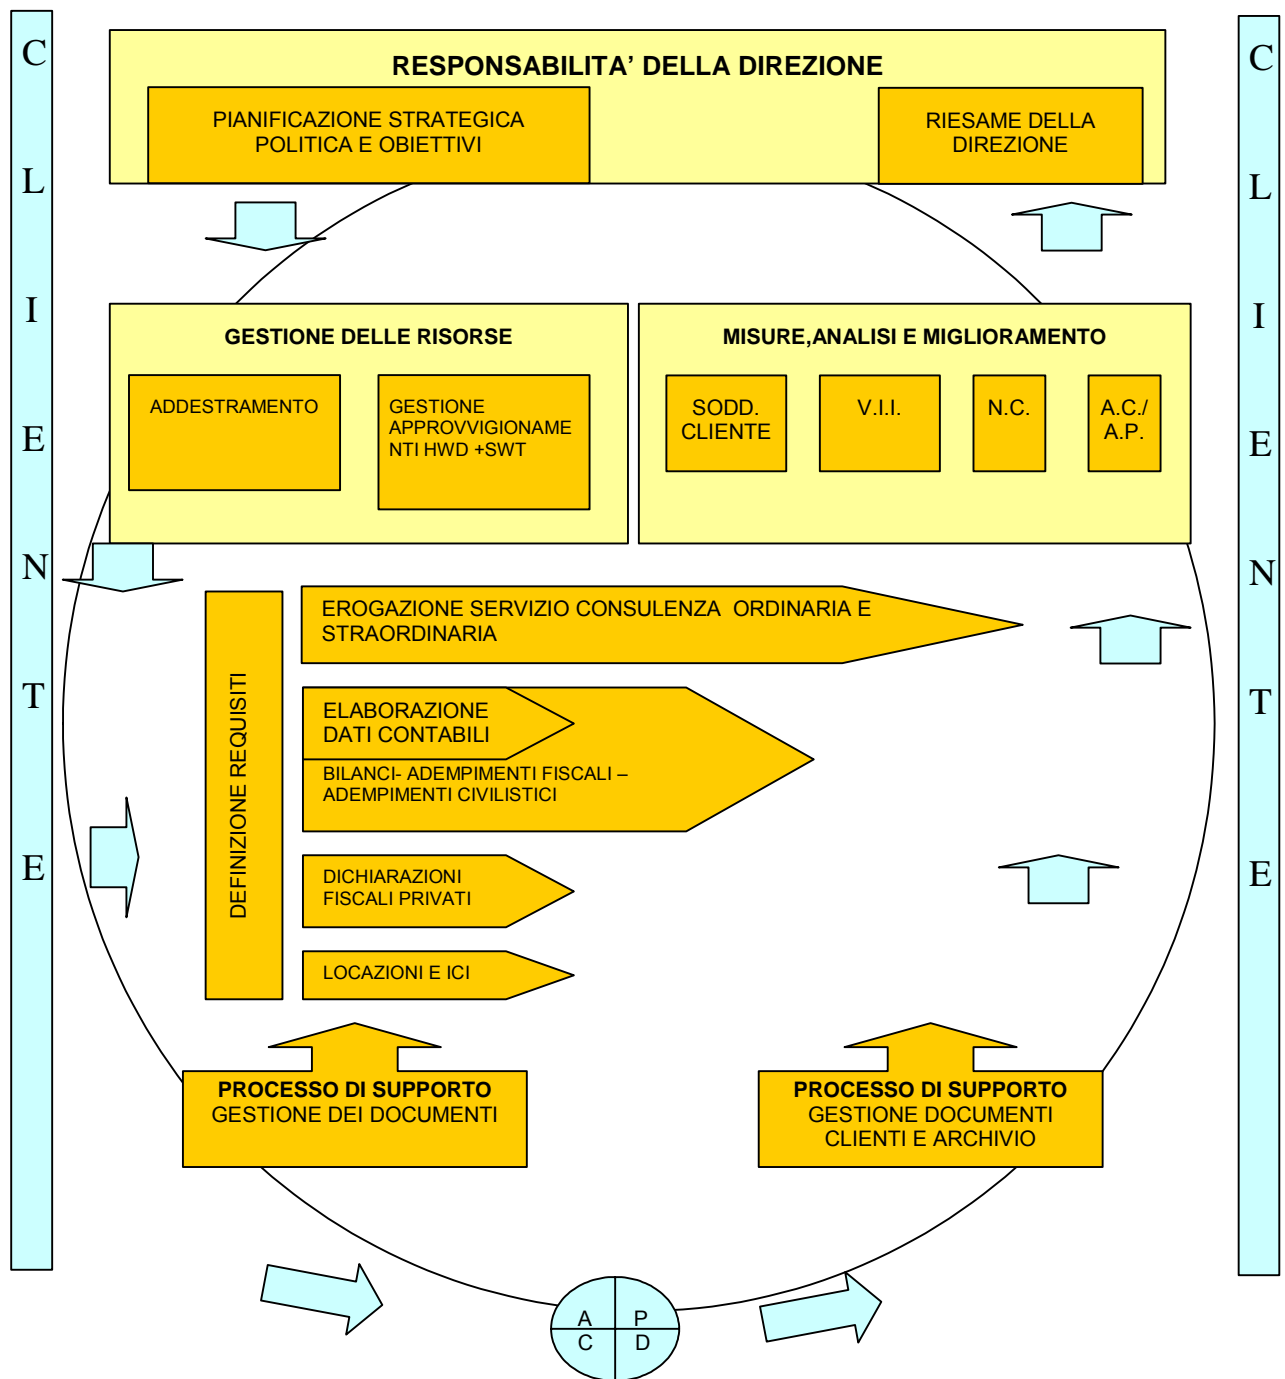 C
L
I
E
N
T
E
RESPONSABILITA’ DELLA DIREZIONE
PIANIFICAZIONE STRATEGICA
POLITICA E OBIETTIVI
RIESAME DELLA
DIREZIONE
GESTIONE DELLE RISORSE
ADDESTRAMENTO
GESTIONE
APPROVVIGIONAME
NTI HWD +SWT
MISURE,ANALISI E MIGLIORAMENTO
SODD.
CLIENTE
V.I.I.
N.C.
A.C./
A.P.
DEFINIZIONE REQUISITI
EROGAZIONE SERVIZIO CONSULENZA ORDINARIA E
STRAORDINARIA
ELABORAZIONE
DATI CONTABILI
BILANCI- ADEMPIMENTI FISCALI –
ADEMPIMENTI CIVILISTICI
DICHIARAZIONI
FISCALI PRIVATI
LOCAZIONI E ICI
PROCESSO DI SUPPORTO
GESTIONE DEI DOCUMENTI
PROCESSO DI SUPPORTO
GESTIONE DOCUMENTI
CLIENTI E ARCHIVIO
A P
C D
C
L
I
E
N
T
E